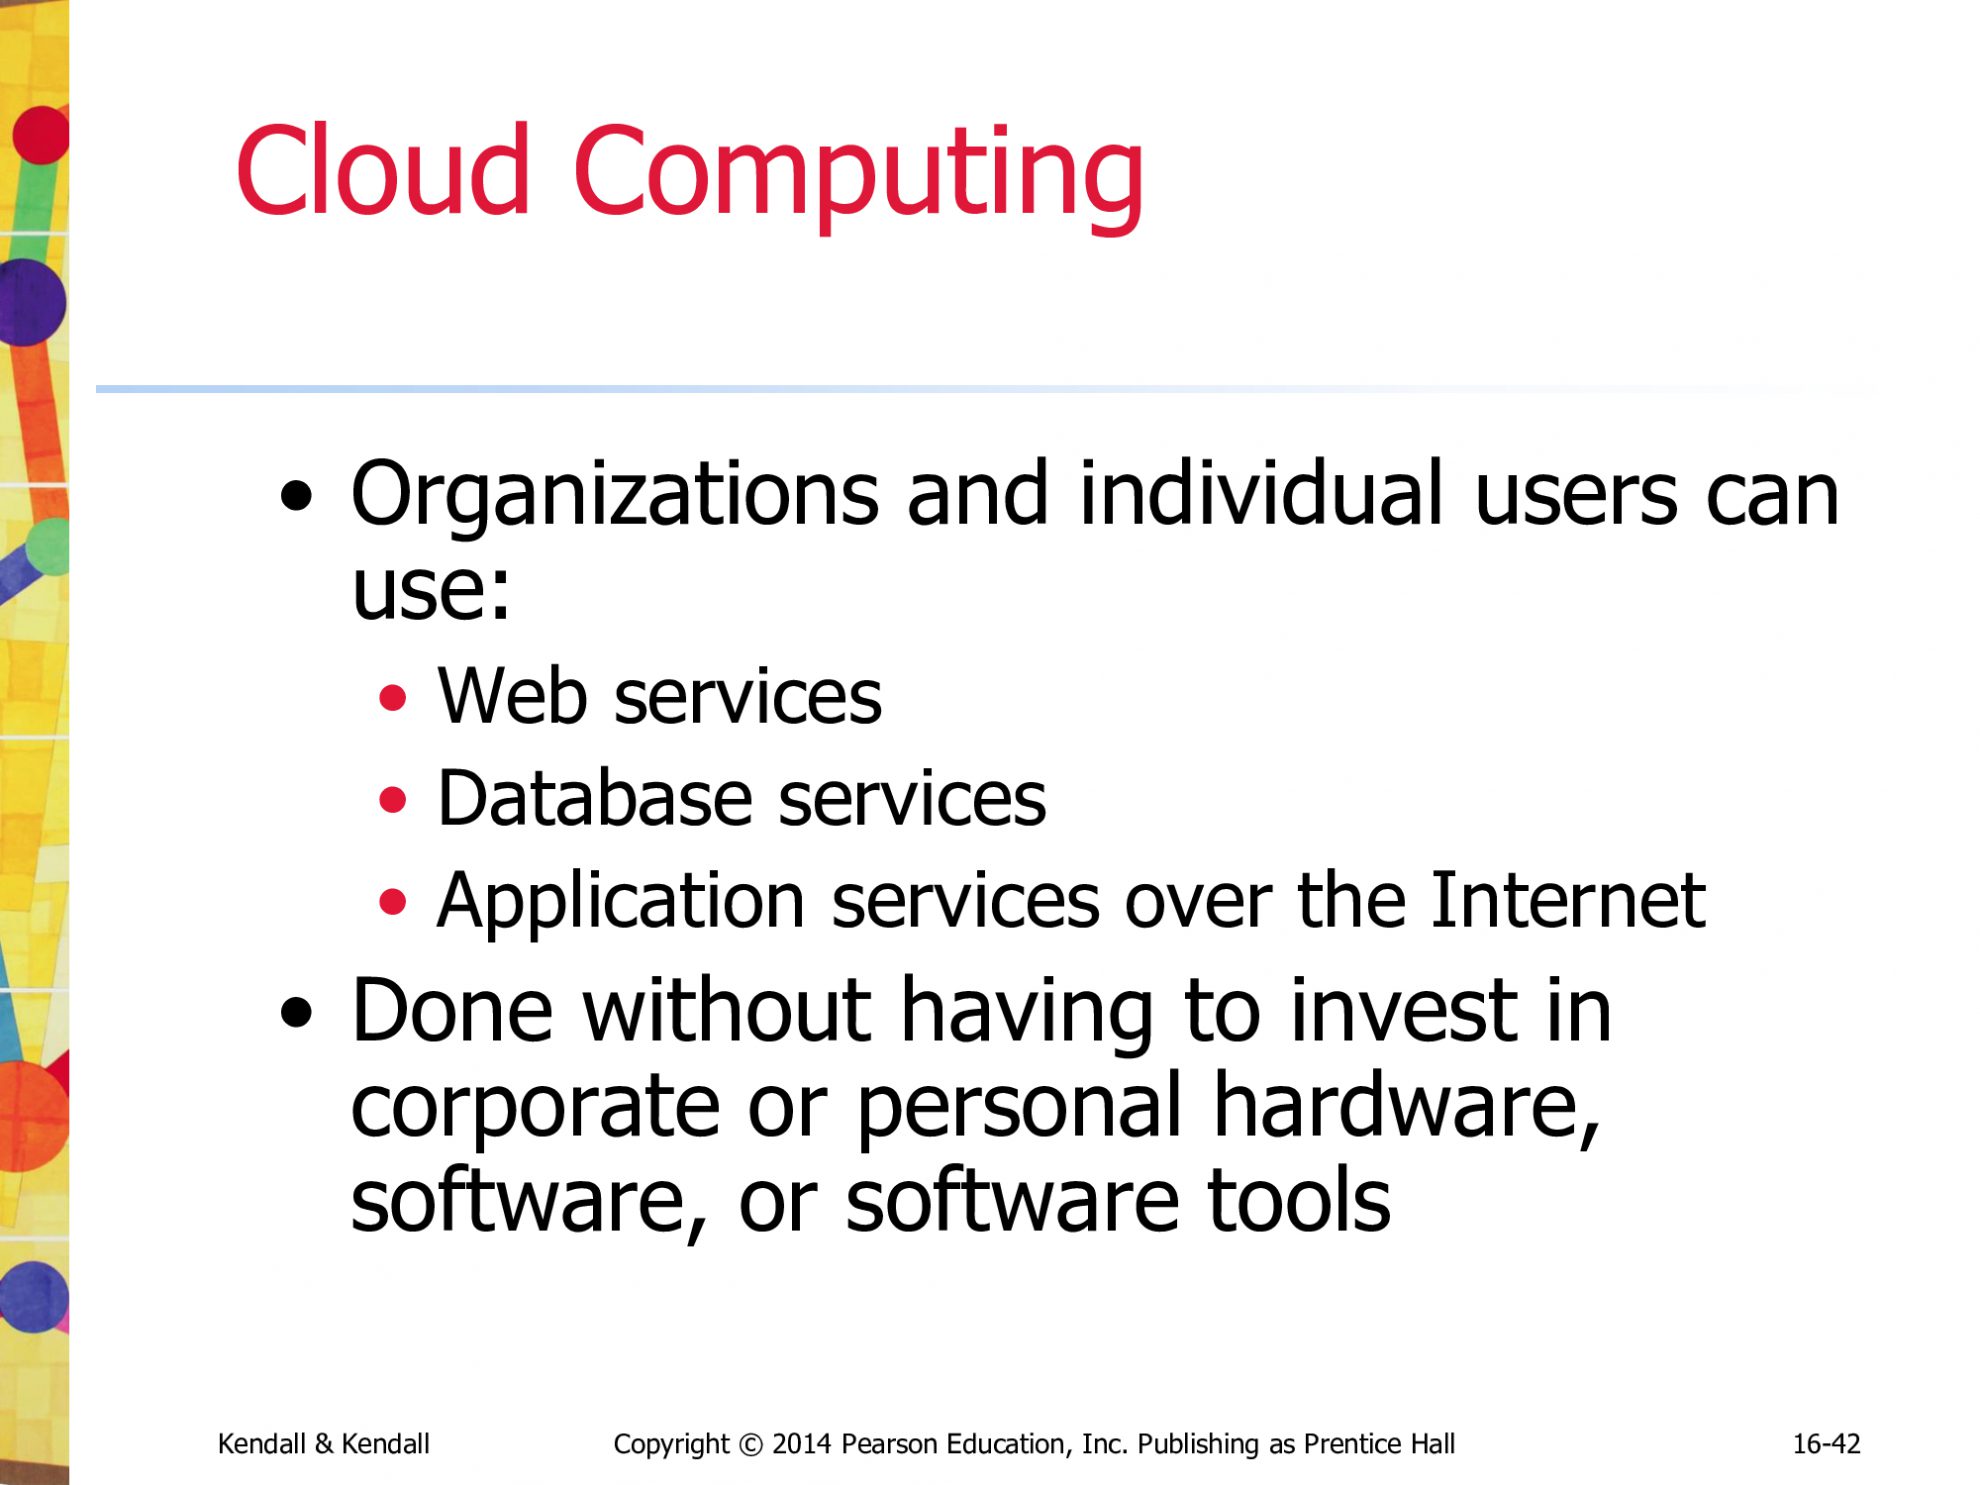 Cloud Computing
• Organizations and individual users can
use:
• Web services
• Database services
• Application services over the Internet
• Done without having to invest in
corporate or personal hardware,
software, or software tools
Kendall & Kendall
Copyright © 2014 Pearson Education, Inc. Publishing as Prentice Hall
16-42